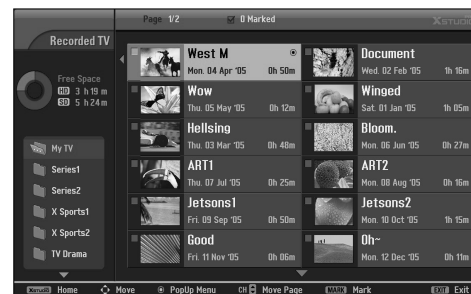 Page 1/2 0 Marked XSTUDIO
Recorded TV
Free Space
HD 3 h 19 m
SD 5 h 24 m
My TV
Series1
Series2
X Sports1
X Sports2
TV Drama
West M
Mon. 04 Apr '05 0h 50m
Document
Wed. 02 Feb '05 1h 16m
Wow
Thu. 05 May '05 0h 12m
Winged
Sat. 01 Jan '05 1h 05m
Hellsing
Thu. 03 Mar '05 0h 48m
Bloom.
Mon. 06 Jun '05 0h 27m
ART1
Thu. 07 Jul '05 0h 25m
ART2
Mon. 08 Aug '05 0h 16m
Jetsons1
Fri. 09 Sep '05 0h 50m
Jetsons2
Mon. 10 Oct '05 1h 15m
Good
Fri. 11 Nov '05 0h 06m
Oh~
Mon. 12 Dec '05 0h 11m
XSTUDIO Home Move PopUp Menu CH Move Page MARK Mark EXIT Exit